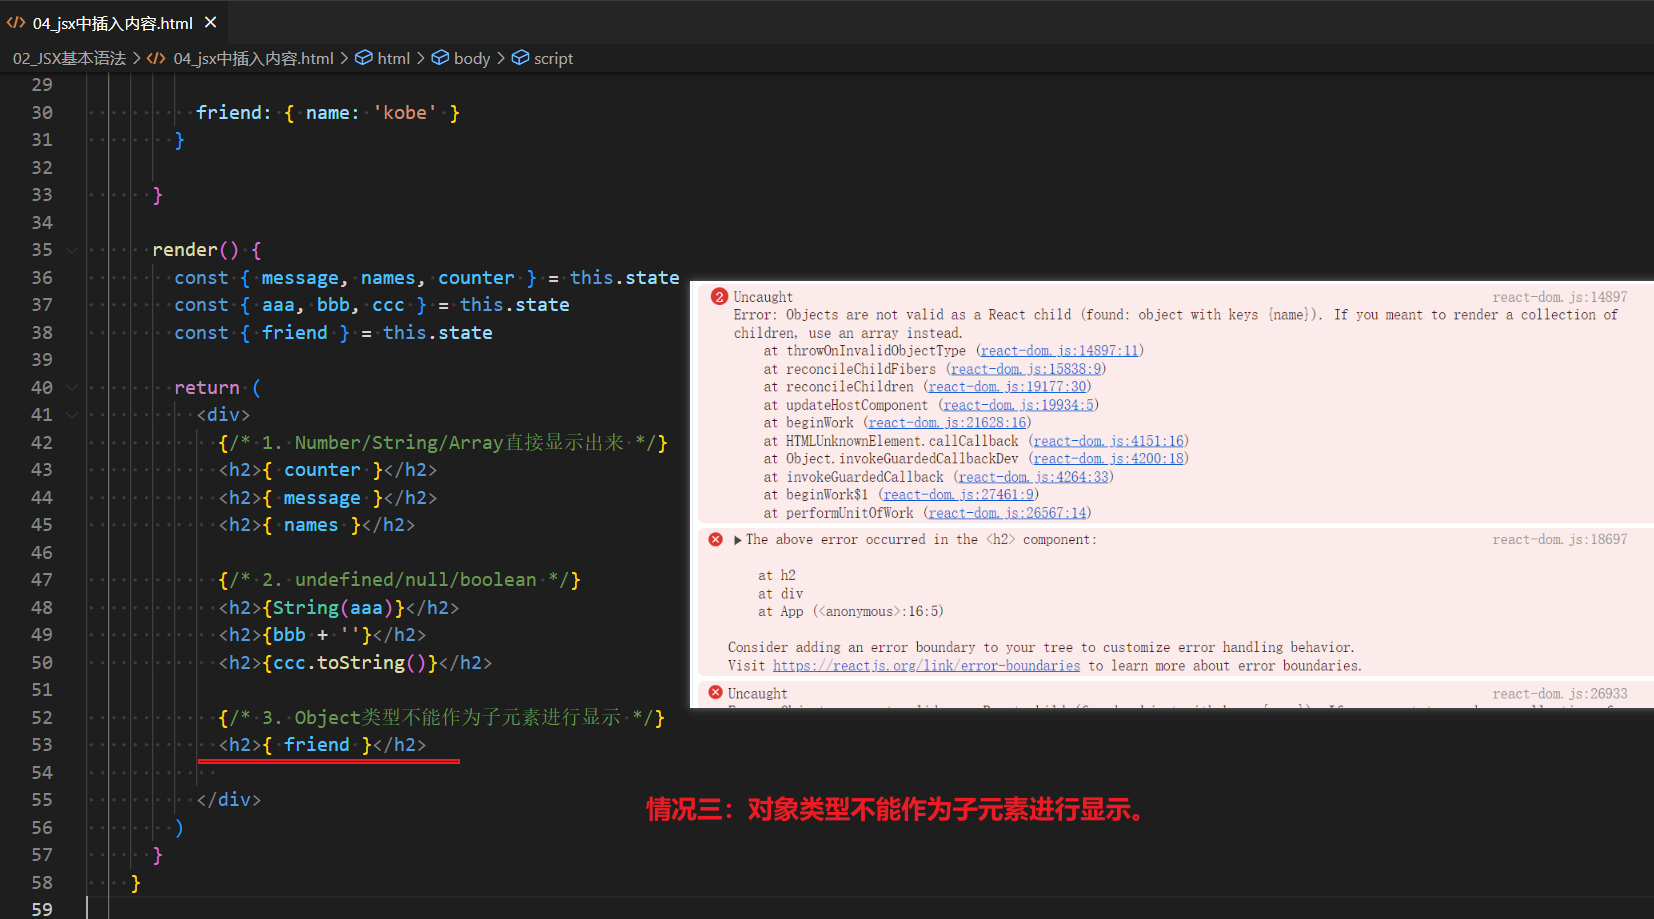 04_jsx中插入内容.html
02_JSX基本语法 > 04_jsx中插入内容.html > html > body > script
29
30 friend: { name: 'kobe' }
31 }
32
33 }
34
35 render() {
36 const { message, names, counter } = this.state
37 const { aaa, bbb, ccc } = this.state
38 const { friend } = this.state
39
40 return (
41 <div>
42 {/* 1. Number/String/Array直接显示出来 */}
43 <h2>{ counter }</h2>
44 <h2>{ message }</h2>
45 <h2>{ names }</h2>
46
47 {/* 2. undefined/null/boolean */}
48 <h2>{String(aaa)}</h2>
49 <h2>{bbb + ''}</h2>
50 <h2>{ccc.toString()}</h2>
51
52 {/* 3. Object类型不能作为子元素进行显示 */}
53 <h2>{ friend }</h2>
54
55 </div>
56 )
57 }
58 }
59
2 Uncaught react-dom.js:14897
Error: Objects are not valid as a React child (found: object with keys {name}). If you meant to render a collection of
children, use an array instead.
at throwOnInvalidObjectType (react-dom.js:14897:11)
at reconcileChildFibers (react-dom.js:15838:9)
at reconcileChildren (react-dom.js:19177:30)
at updateHostComponent (react-dom.js:19934:5)
at beginWork (react-dom.js:21628:16)
at HTMLUnknownElement.callCallback (react-dom.js:4151:16)
at Object.invokeGuardedCallbackDev (react-dom.js:4200:18)
at invokeGuardedCallback (react-dom.js:4264:33)
at beginWork$1 (react-dom.js:27461:9)
at performUnitOfWork (react-dom.js:26567:14)
The above error occurred in the <h2> component: react-dom.js:18697
at h2
at div
at App (<anonymous>:16:5)
Consider adding an error boundary to your tree to customize error handling behavior.
Visit https://reactjs.org/link/error-boundaries to learn more about error boundaries.
Uncaught react-dom.js:26933
情况三：对象类型不能作为子元素进行显示。